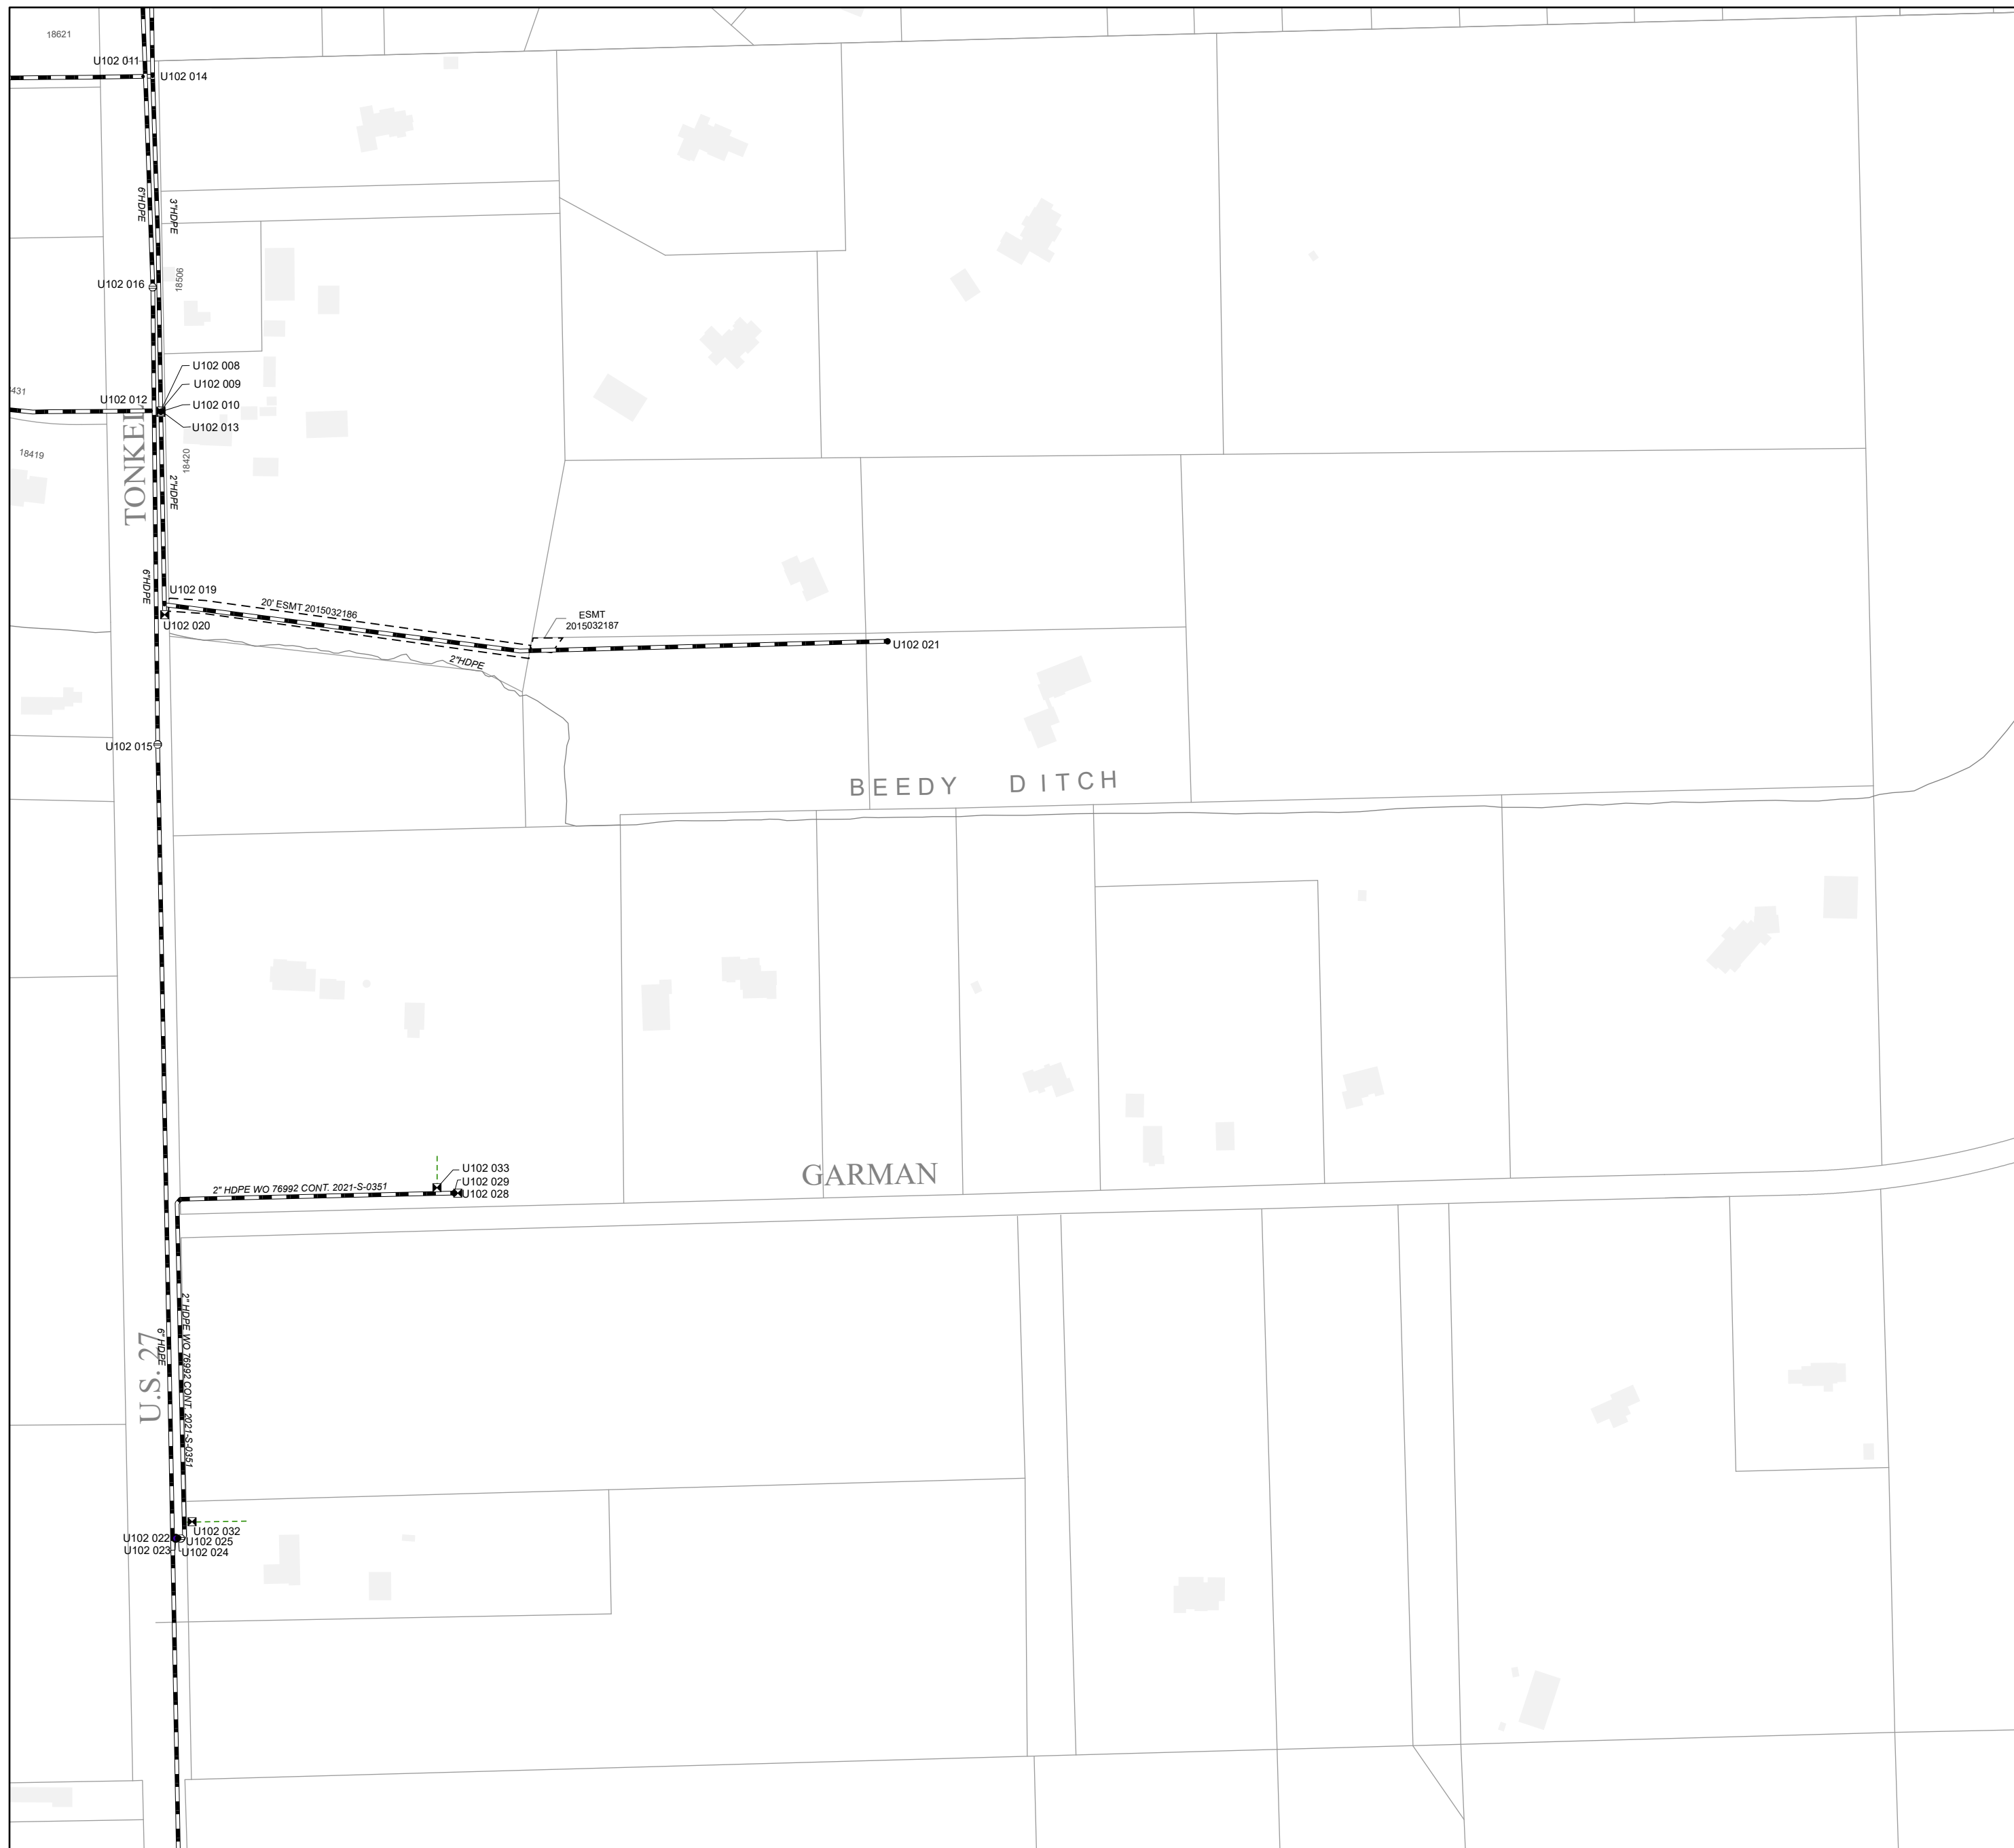 18621
U102 011
U102 014
6"HDPE
3"HDPE
18506
U102 016
U102 008
U102 009
U102 012
U102 010
U102 013
431
TONKEL
18419
18420
2"HDPE
6"HDPE
U102 019
20' ESMT 2015032186
ESMT
2015032187
U102 020
U102 021
2"HDPE
U102 015
BEEDY DITCH
U102 033
GARMAN
U102 029
2" HDPE WO 76992 CONT. 2021-S-0351
U102 028
2" HDPE WO 76992 CONT. 2021-S-0351
6" HDPE
U.S. 27
U102 032
U102 022
U102 025
U102 023
U102 024